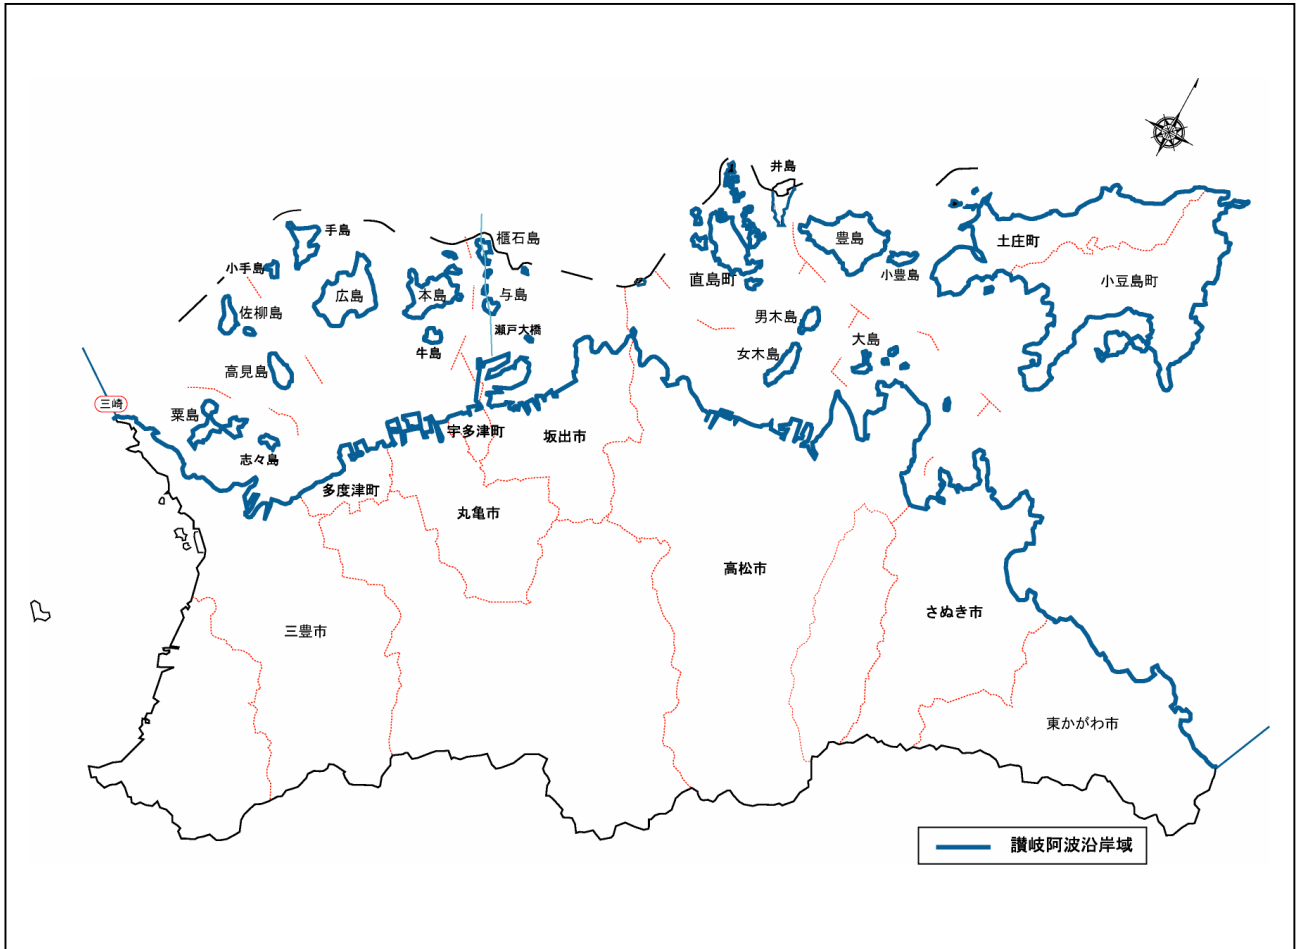 井島
手島
櫃石島
豊島
土庄町
小手島
小豊島
直島町
小豆島町
広島
本島
与島
佐柳島
男木島
瀬戸大橋
牛島
女木島
大島
高見島
三崎
粟島
宇多津町
坂出市
志々島
多度津町
丸亀市
高松市
さぬき市
三豊市
東かがわ市
讃岐阿波沿岸域